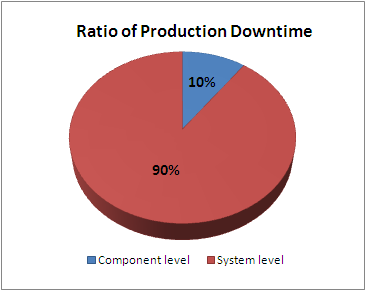 Ratio of Production Downtime
10%
90%
Component level
System level